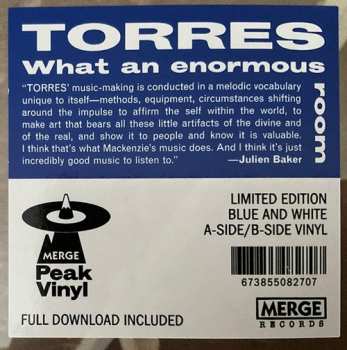 TORRES
What an enormous
room
“TORRES’ music-making is conducted in a melodic vocabulary
unique to itself—methods, equipment, circumstances shifting
around the impulse to affirm the self within the world, to
make art that bears all these little artifacts of the divine and
of the real, and show it to people and know it is valuable.
I think that’s what Mackenzie’s music does. And I think it’s just
incredibly good music to listen to.”
—Julien Baker
MERGE
Peak
Vinyl
FULL DOWNLOAD INCLUDED
LIMITED EDITION
BLUE AND WHITE
A-SIDE/B-SIDE VINYL
673855082707
MERGE
RECORDS